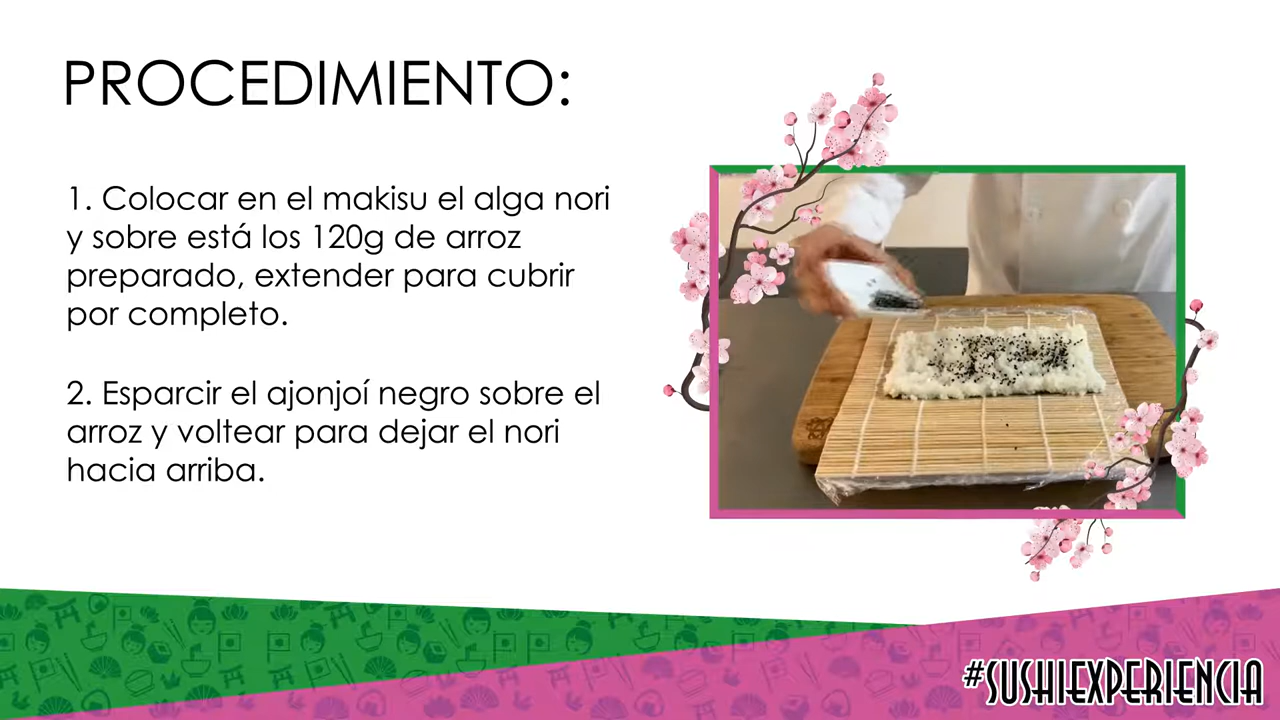 PROCEDIMIENTO:
1. Colocar en el makisu el alga nori
y sobre está los 120g de arroz
preparado, extender para cubrir
por completo.
2. Esparcir el ajonjoí negro sobre el
arroz y voltear para dejar el nori
hacia arriba.
#SUSHIEXPERIENCIA